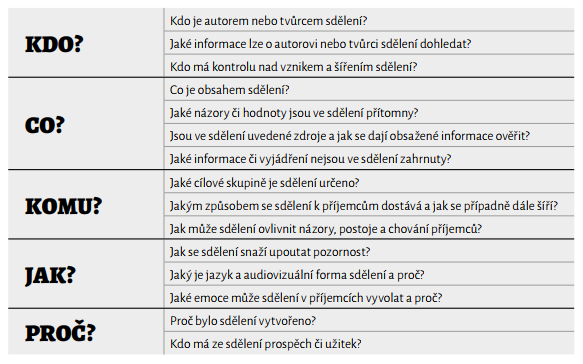 KDO?
Kdo je autorem nebo tvůrcem sdělení?
Jaké informace lze o autorovi nebo tvůrci sdělení dohledat?
Kdo má kontrolu nad vznikem a šířením sdělení?
CO?
Co je obsahem sdělení?
Jaké názory či hodnoty jsou ve sdělení přítomny?
Jsou ve sdělení uvedené zdroje a jak se dají obsažené informace ověřit?
Jaké informace či vyjádření nejsou ve sdělení zahrnuty?
KOMU?
Jaké cílové skupině je sdělení určeno?
Jakým způsobem se sdělení k příjemcům dostává a jak se případně dále šíří?
Jak může sdělení ovlivnit názory, postoje a chování příjemců?
JAK?
Jak se sdělení snaží upoutat pozornost?
Jaký je jazyk a audiovizuální forma sdělení a proč?
Jaké emoce může sdělení v příjemcích vyvolat a proč?
PROČ?
Proč bylo sdělení vytvořeno?
Kdo má ze sdělení prospěch či užitek?